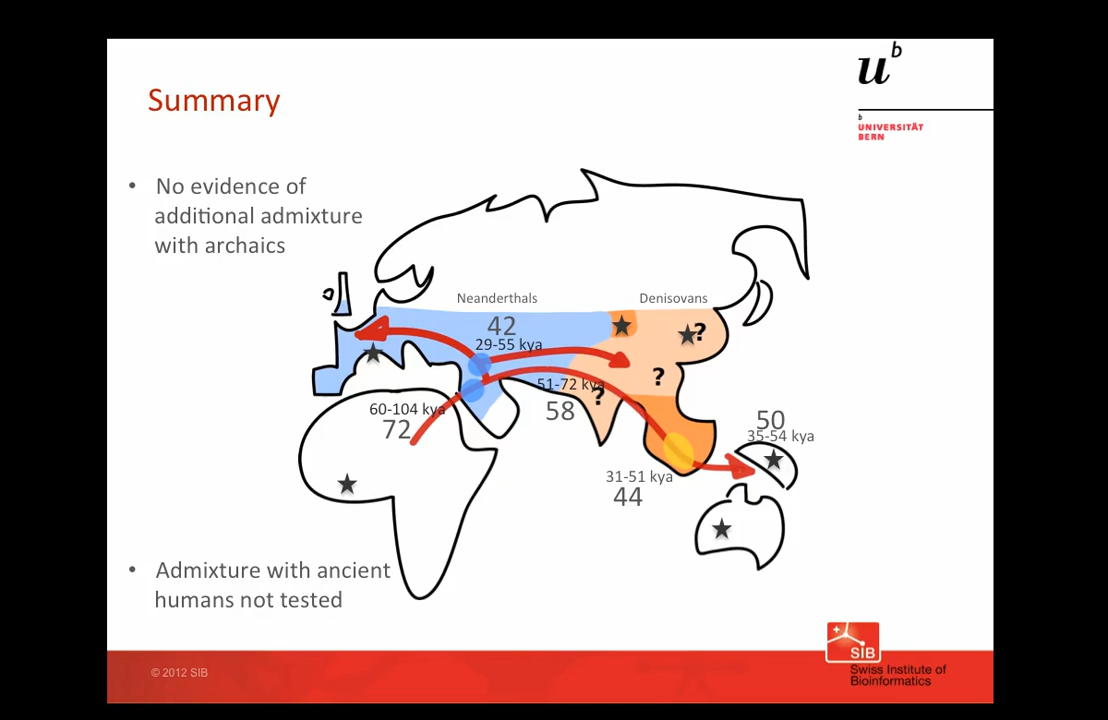 u^b
b
UNIVERSITÄT
BERN
Summary
• No evidence of
additional admixture
with archaics
Neanderthals
Denisovans
42
29-55 kya
?
?
51-72 kya
?
58
60-104 kya
72
50
35-54 kya
31-51 kya
44
• Admixture with ancient
humans not tested
© 2012 SIB
SIB
Swiss Institute of
Bioinformatics